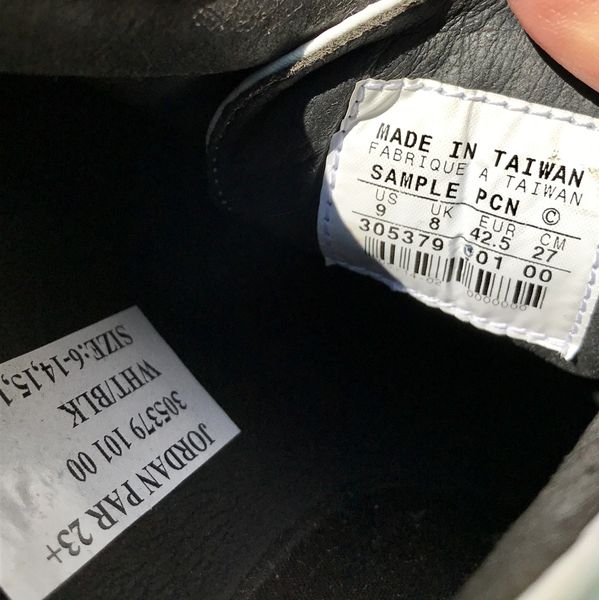 MADE IN TAIWAN
FABRIQUE A TAIWAN
SAMPLE PCN ©
US UK EUR CM
9 8 42.5 27
305379 101 00
JORDAN PAR 23+
305379 101 00
WHT/BLK
SIZE:6-14,15,1